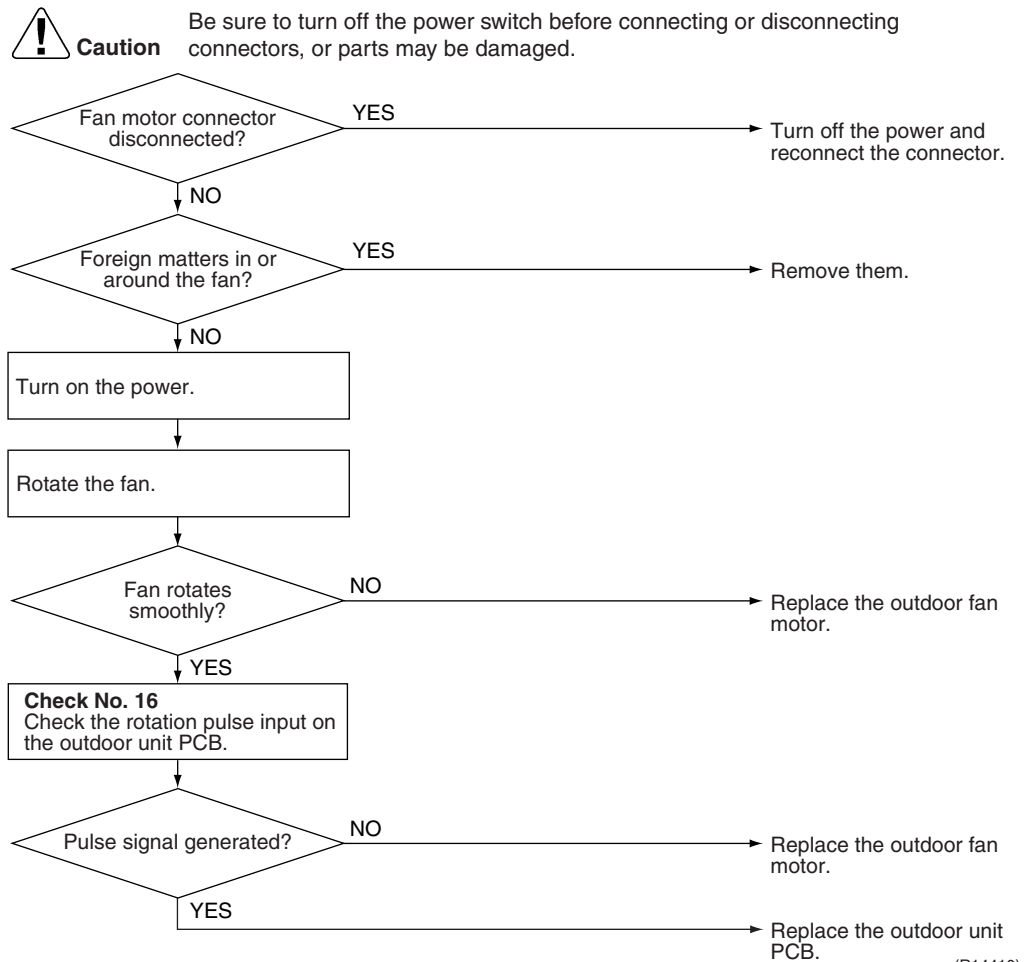 Be sure to turn off the power switch before connecting or disconnecting
Caution
connectors, or parts may be damaged.
Fan motor connector
disconnected?
YES
Turn off the power and
reconnect the connector.
NO
Foreign matters in or
around the fan?
YES
Remove them.
NO
Turn on the power.
Rotate the fan.
Fan rotates
smoothly?
NO
Replace the outdoor fan
motor.
YES
Check No. 16
Check the rotation pulse input on
the outdoor unit PCB.
Pulse signal generated?
NO
Replace the outdoor fan
motor.
YES
Replace the outdoor unit
PCB.